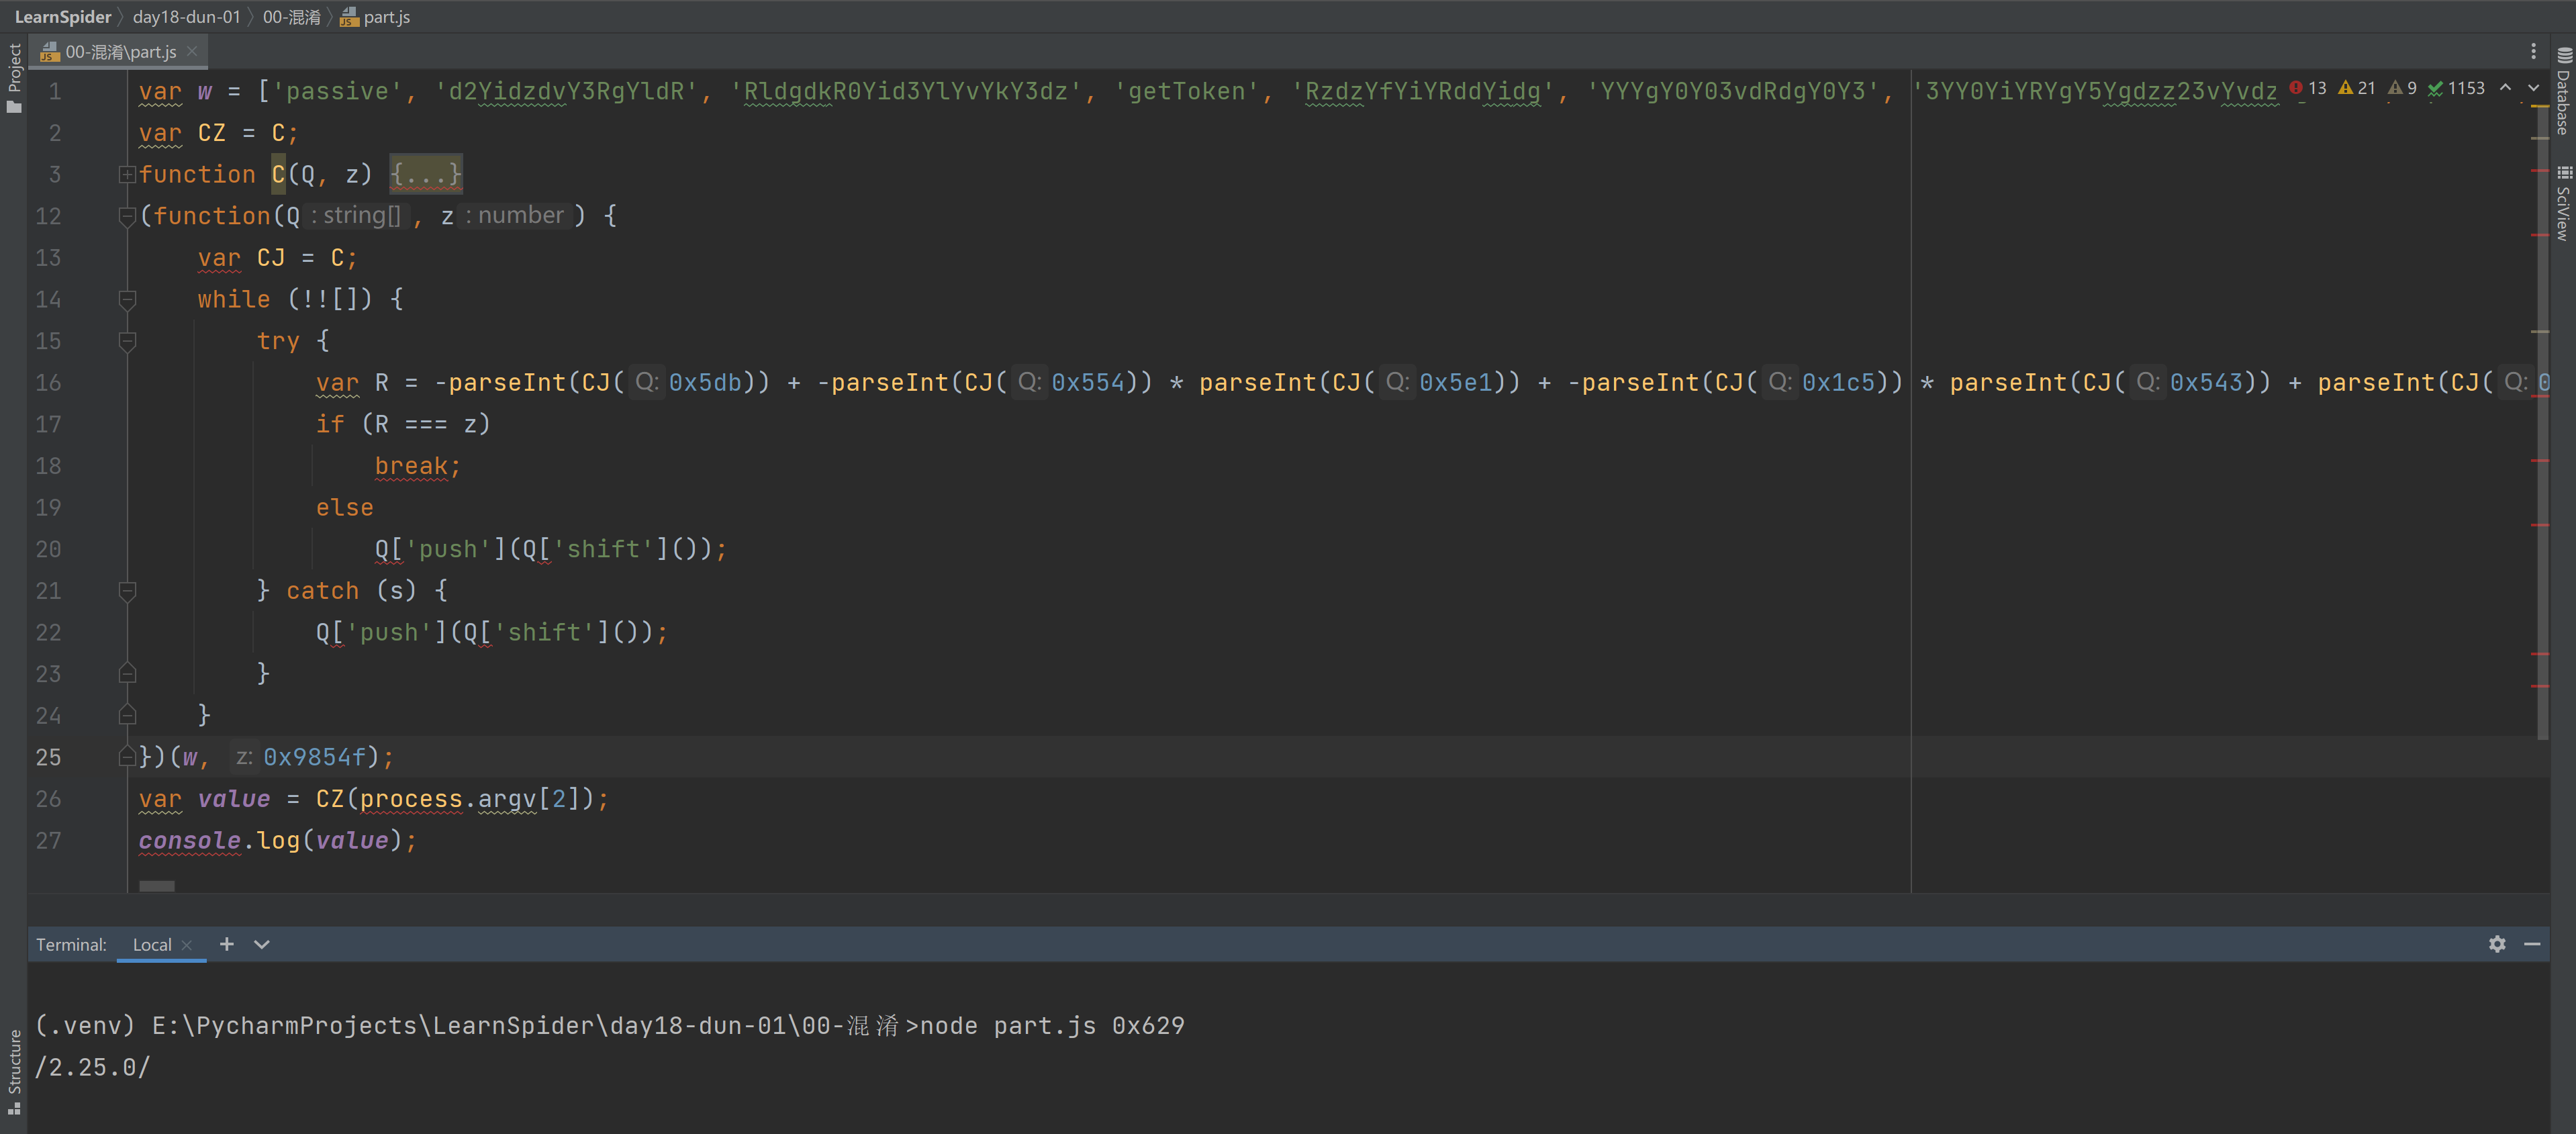 LearnSpider day18-dun-01 00-混淆 part.js
00-混淆\part.js
Project
Database
SciView
13 21 9 1153
1 var w = ['passive', 'd2YidzdvY3RgYldR', 'RldgdkR0Yid3YlYvYkY3dz', 'getToken', 'RzdzYfYiYRddYidg', 'YYYgY0Y03vdRdgY0Y3', '3YY0YiYRYgY5Ygdzz23vYvdz
2 var CZ = C;
3 function C(Q, z) {...}
12 (function(Q : string[] , z : number ) {
13 var CJ = C;
14 while (!![]) {
15 try {
16 var R = -parseInt(CJ( Q: 0x5db)) + -parseInt(CJ( Q: 0x554)) * parseInt(CJ( Q: 0x5e1)) + -parseInt(CJ( Q: 0x1c5)) * parseInt(CJ( Q: 0x543)) + parseInt(CJ( Q: 0
17 if (R === z)
18 break;
19 else
20 Q['push'](Q['shift']());
21 } catch (s) {
22 Q['push'](Q['shift']());
23 }
24 }
25 })(w, z: 0x9854f);
26 var value = CZ(process.argv[2]);
27 console.log(value);
Terminal: Local
(.venv) E:\PycharmProjects\LearnSpider\day18-dun-01\00-混淆>node part.js 0x629
/2.25.0/
Structure